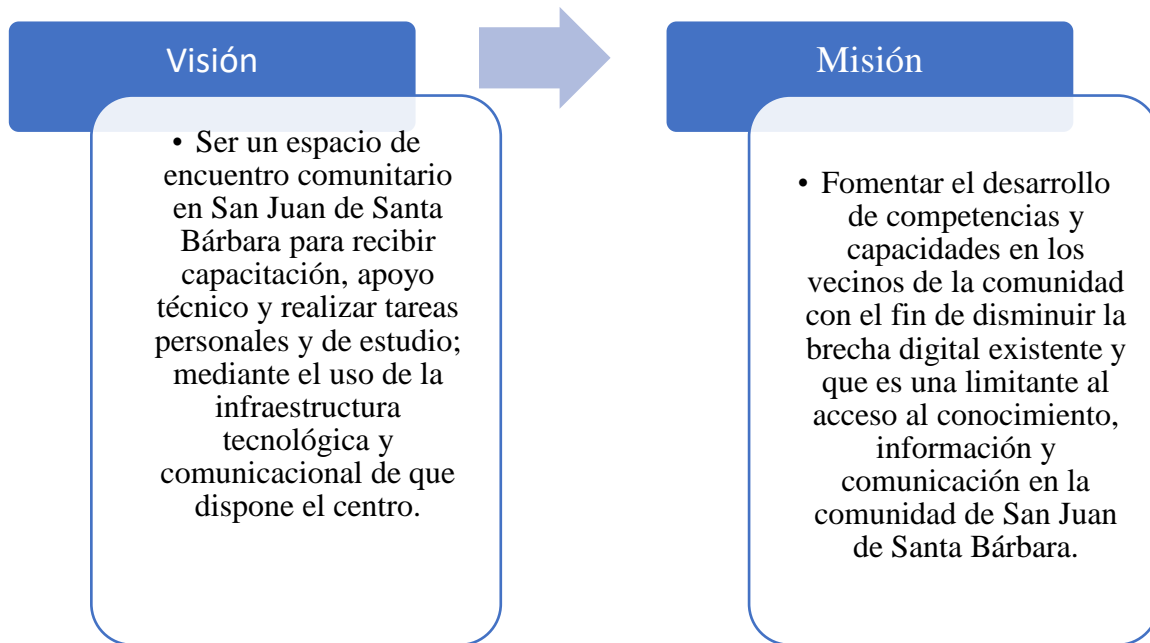 Visión
• Ser un espacio de
encuentro comunitario
en San Juan de Santa
Bárbara para recibir
capacitación, apoyo
técnico y realizar tareas
personales y de estudio;
mediante el uso de la
infraestructura
tecnológica y
comunicacional de que
dispone el centro.
Misión
• Fomentar el desarrollo
de competencias y
capacidades en los
vecinos de la comunidad
con el fin de disminuir la
brecha digital existente y
que es una limitante al
acceso al conocimiento,
información y
comunicación en la
comunidad de San Juan
de Santa Bárbara.